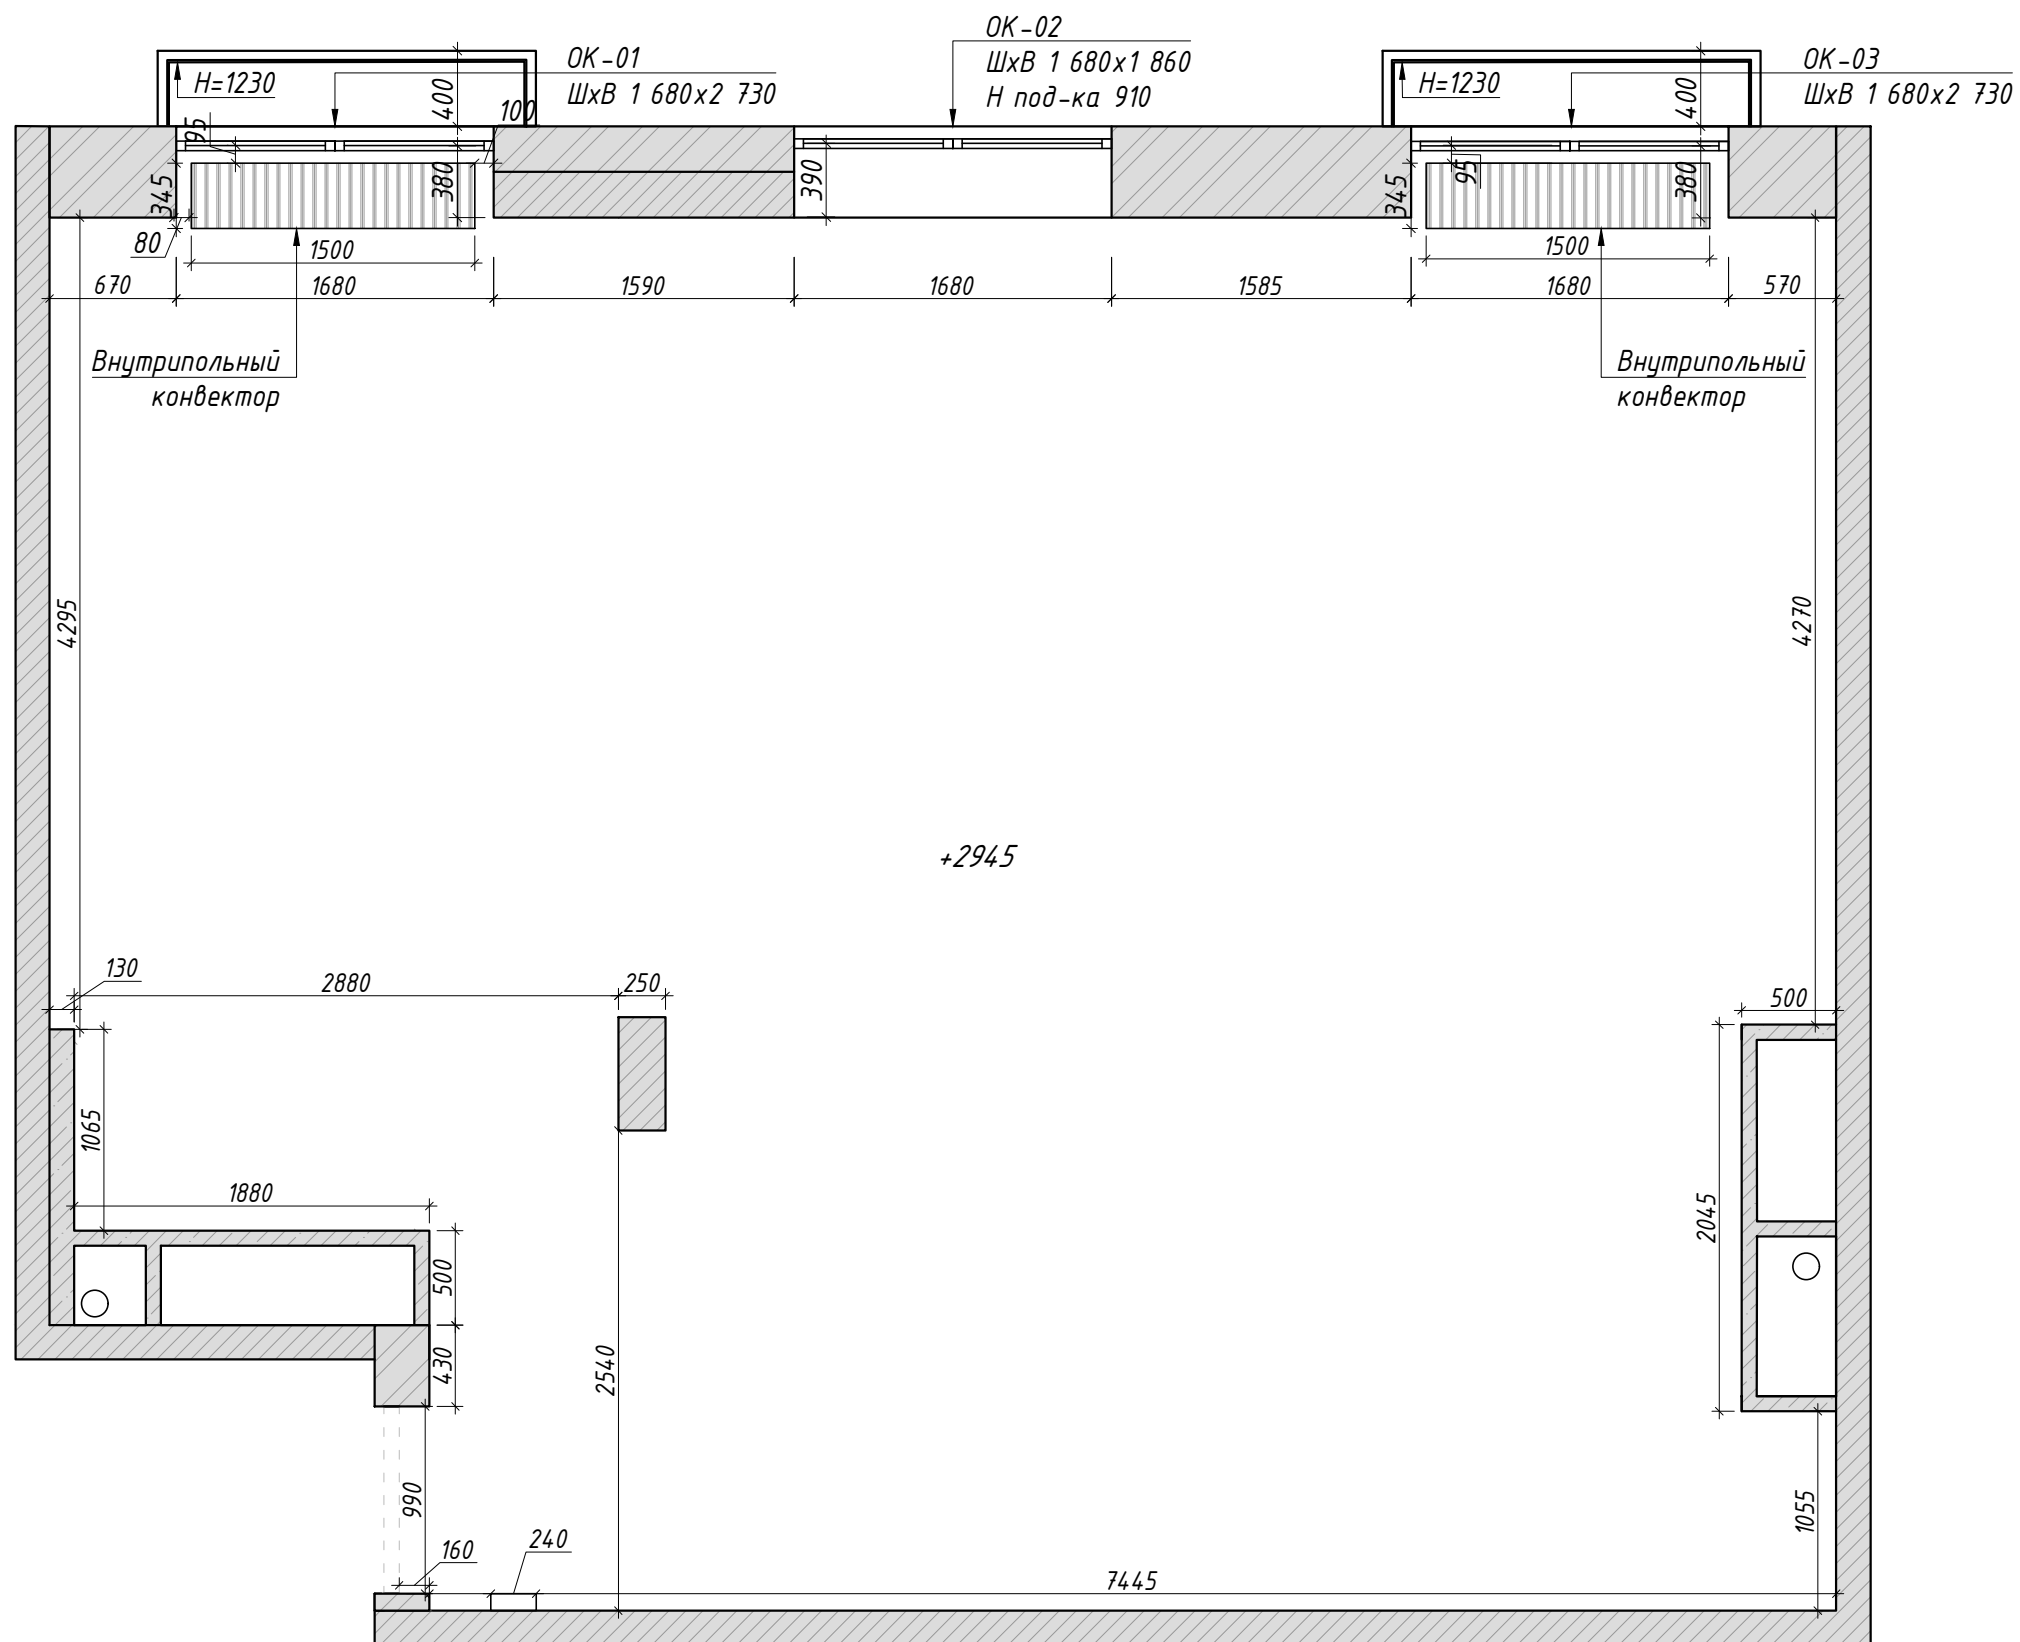 ОК-01
ШхВ 1 680х2 730
Н=1230
400
100
ОК-02
ШхВ 1 680х1 860
Н под-ка 910
ОК-03
ШхВ 1 680х2 730
Н=1230
400
95
345
380
80
1500
390
95
345
380
1500
670
1680
1590
1680
1585
1680
570
Внутрипольный
конвектор
Внутрипольный
конвектор
4295
4270
+2945
130
2880
250
500
1065
1880
500
430
2045
2540
990
160
240
7445
1055